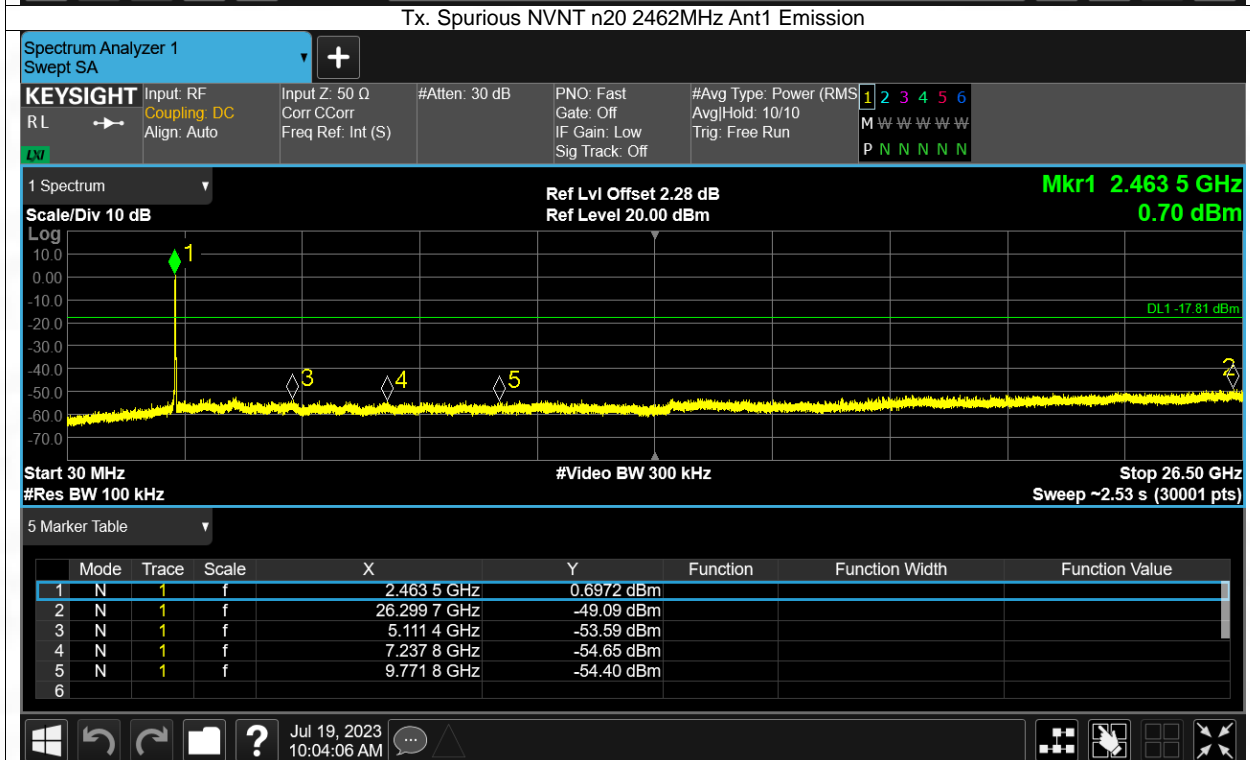 Tx. Spurious NVNT n20 2462MHz Ant1 Emission
Spectrum Analyzer 1
Swept SA
+
KEYSIGHT Input: RF Input Z: 50 Ω #Atten: 30 dB PNO: Fast #Avg Type: Power (RMS 1 2 3 4 5 6
RL Coupling: DC Corr CCorr Gate: Off Avg|Hold: 10/10 M W W W W W
Align: Auto Freq Ref: Int (S) IF Gain: Low Trig: Free Run
LXI Sig Track: Off P N N N N N
1 Spectrum Ref Lvl Offset 2.28 dB Mkr1 2.463 5 GHz
Scale/Div 10 dB Ref Level 20.00 dBm 0.70 dBm
Log
10.0 1
0.00
-10.0
DL1 -17.81 dBm
-20.0
-30.0
-40.0 3 4 5 2
-50.0
-60.0
-70.0
Start 30 MHz #Video BW 300 kHz Stop 26.50 GHz
#Res BW 100 kHz Sweep ~2.53 s (30001 pts)
5 Marker Table
Mode Trace Scale X Y Function Function Width Function Value
1 N 1 f 2.463 5 GHz 0.6972 dBm
2 N 1 f 26.299 7 GHz -49.09 dBm
3 N 1 f 5.111 4 GHz -53.59 dBm
4 N 1 f 7.237 8 GHz -54.65 dBm
5 N 1 f 9.771 8 GHz -54.40 dBm
6
? Jul 19, 2023
10:04:06 AM